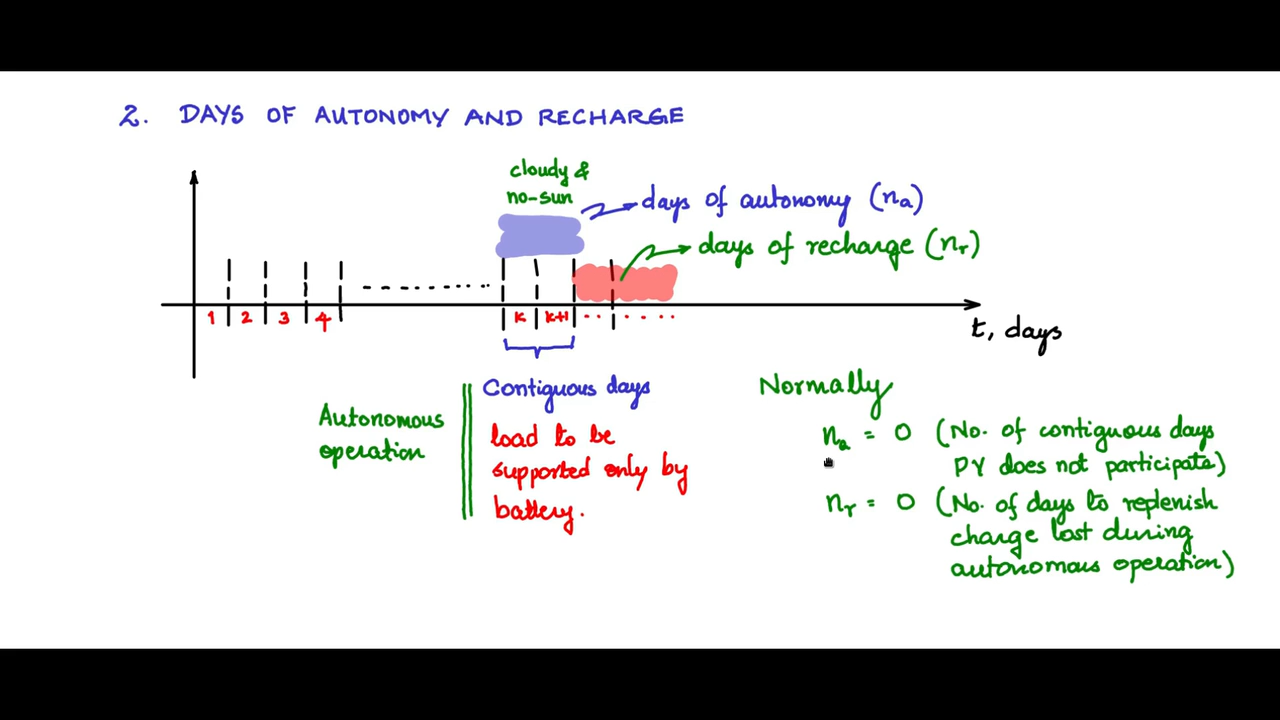 2. DAYS OF AUTONOMY AND RECHARGE
cloudy &
no-sun
days of autonomy (na)
days of recharge (nr)
1 2 3 4 k k+1
t, days
Contiguous days
Autonomous
operation
load to be
supported only by
battery.
Normally
na = 0 (No. of contiguous days
PV does not participate)
nr = 0 (No. of days to replenish
charge lost during
autonomous operation)